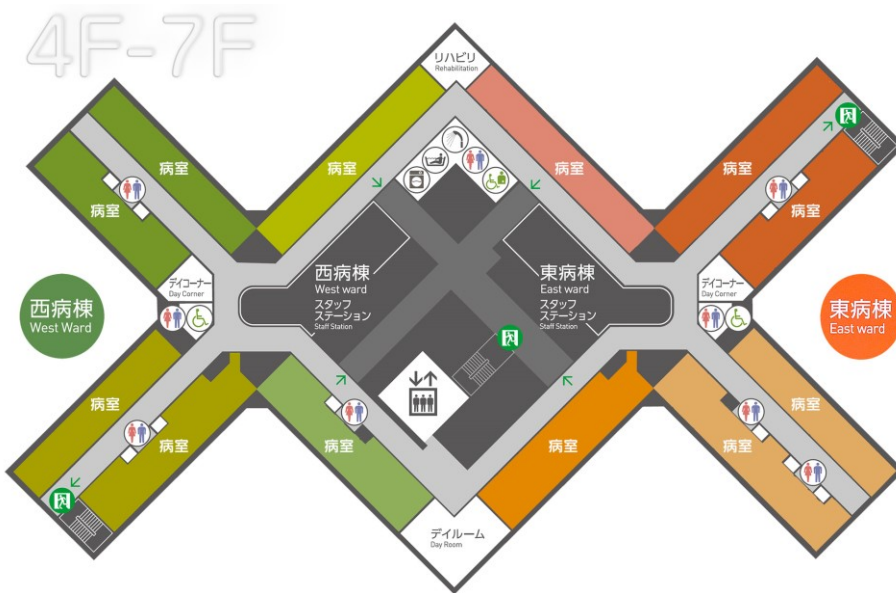 4F-7F
リハビリ
Rehabilitation
病室
病室
病室
病室
病室
病室
デイコーナー
Day Corner
西病棟
West ward
スタッフ
ステーション
Staff Station
東病棟
East ward
スタッフ
ステーション
Staff Station
デイコーナー
Day Corner
西病棟
West Ward
東病棟
East ward
病室
病室
病室
病室
病室
病室
デイルーム
Day Room